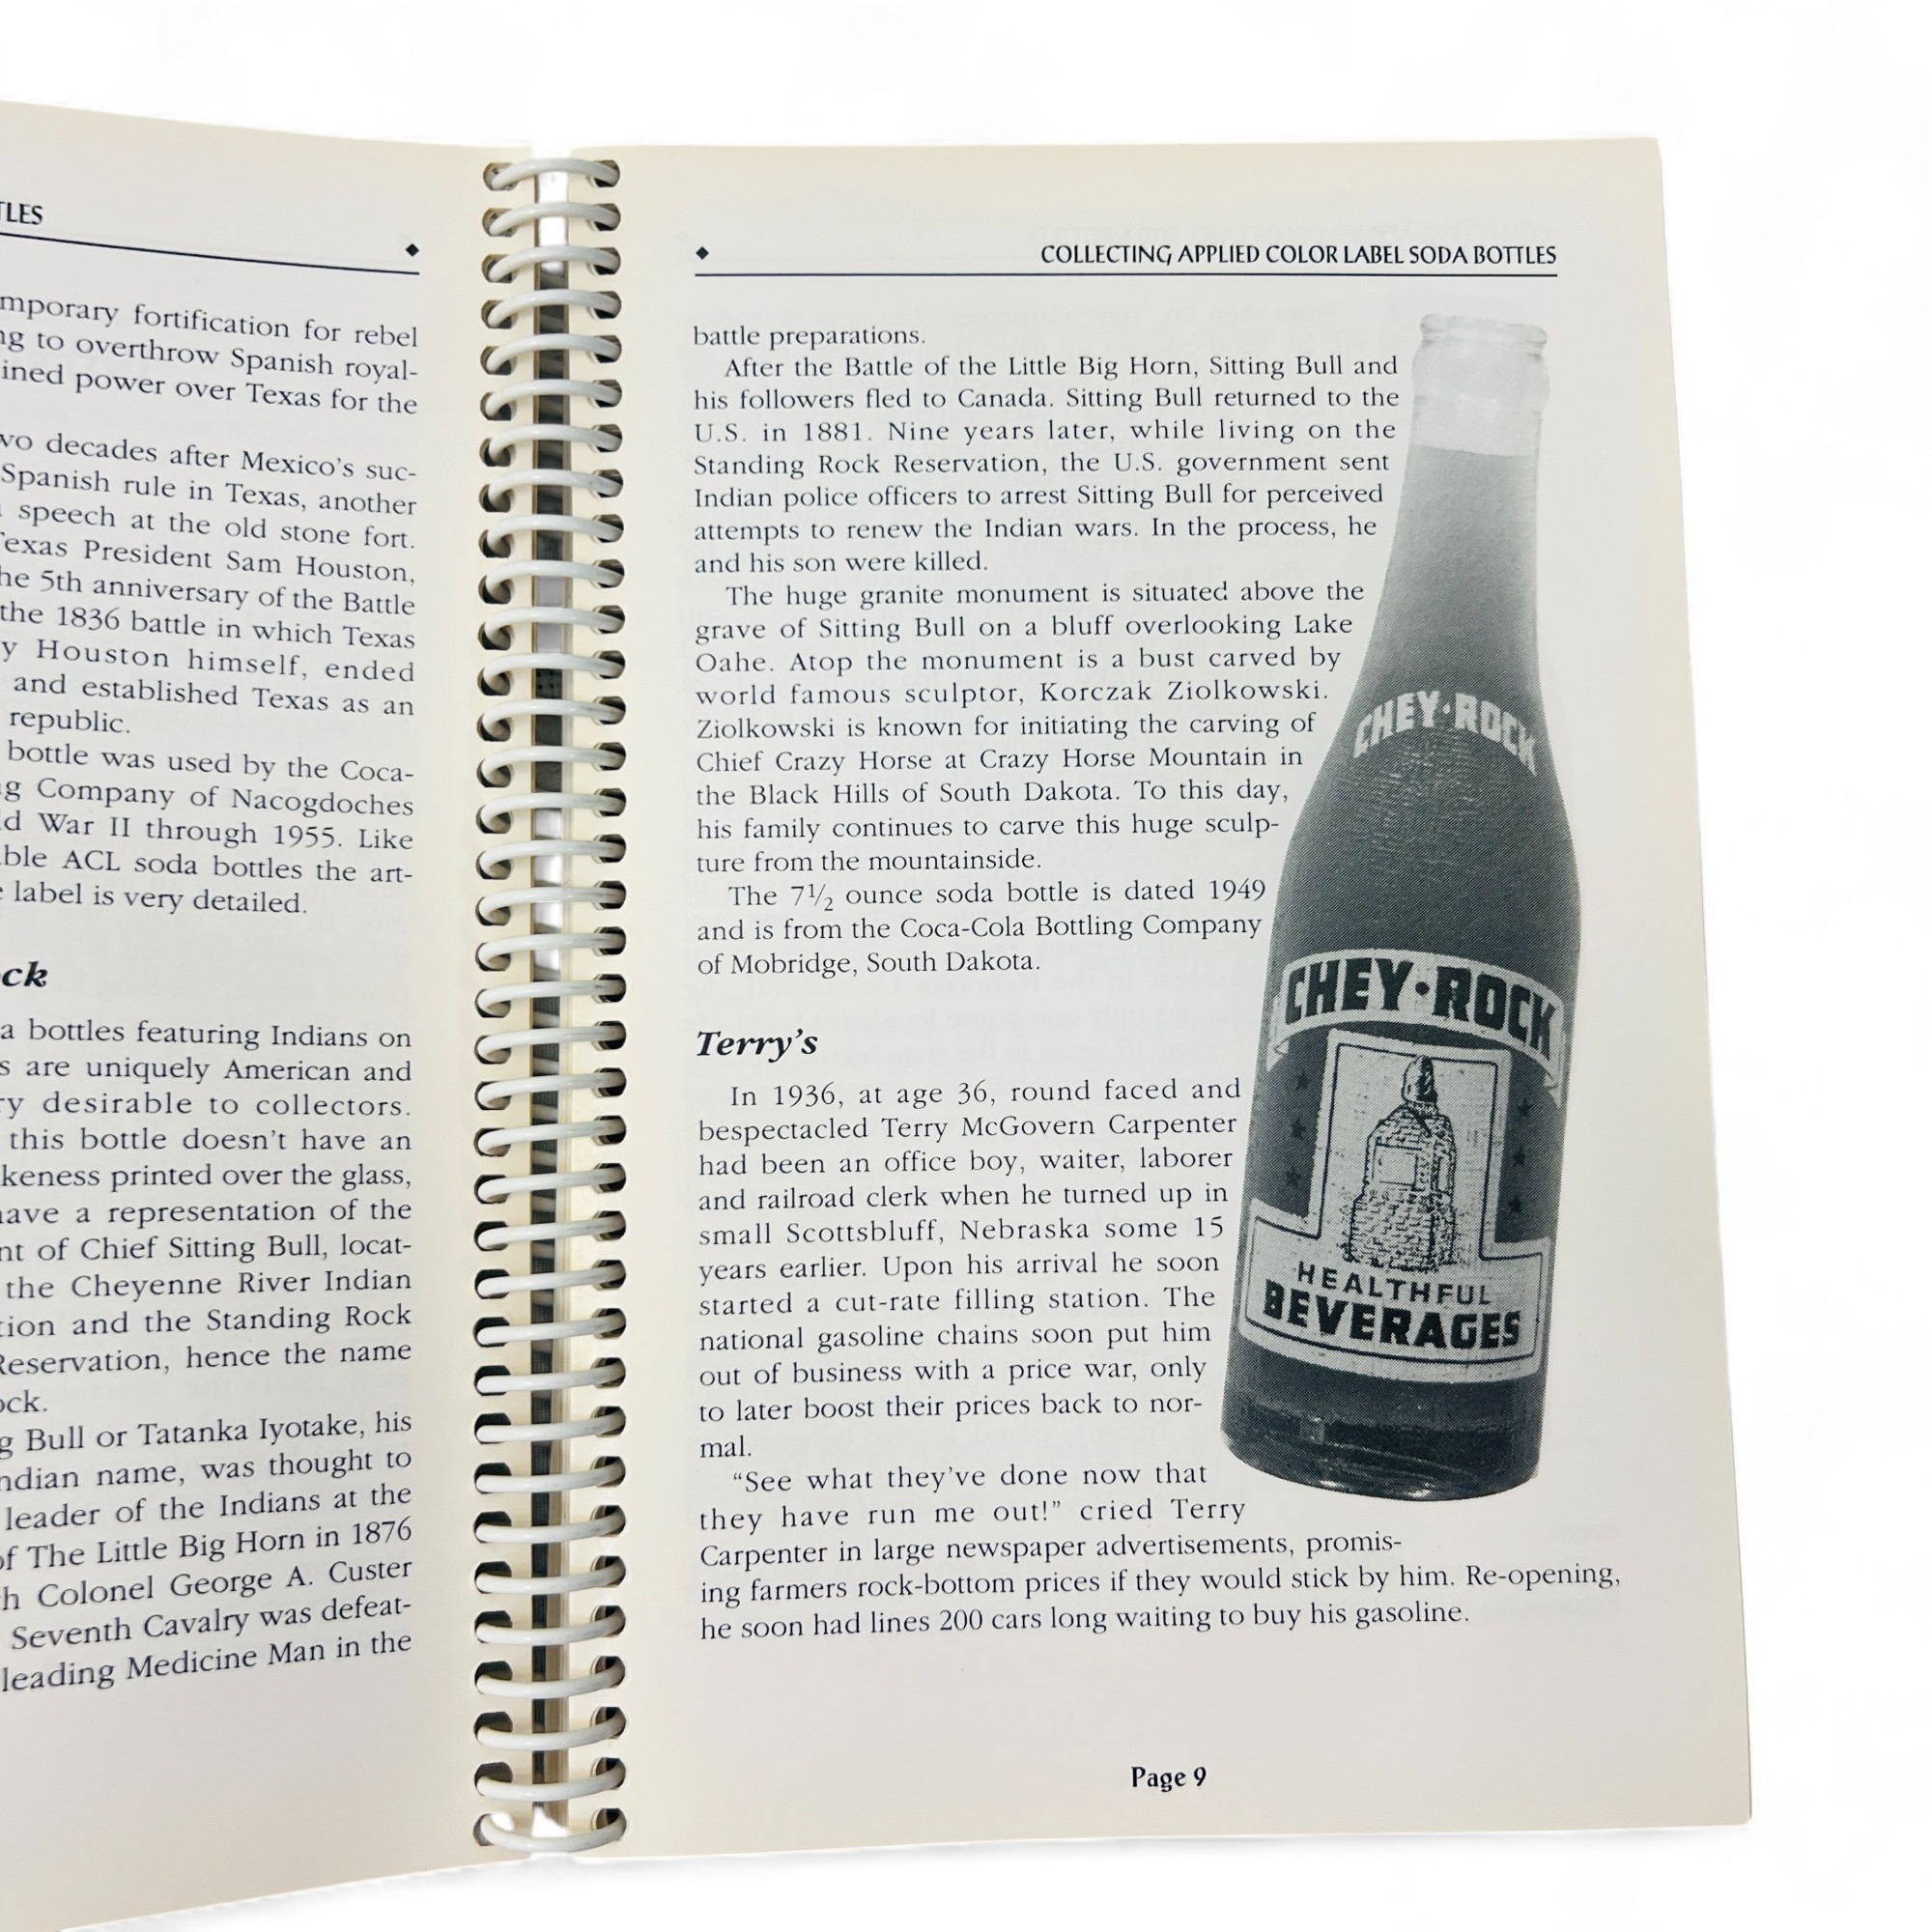 TLES
mporary fortification for rebel
ng to overthrow Spanish royal-
ined power over Texas for the
wo decades after Mexico's suc-
Spanish rule in Texas, another
speech at the old stone fort.
Texas President Sam Houston,
he 5th anniversary of the Battle
the 1836 battle in which Texas
y Houston himself, ended
and established Texas as an
republic.
bottle was used by the Coca-
ng Company of Nacogdoches
ld War II through 1955. Like
able ACL soda bottles the art-
e label is very detailed.
ock
a bottles featuring Indians on
s are uniquely American and
ry desirable to collectors.
this bottle doesn't have an
keness printed over the glass,
have a representation of the
nt of Chief Sitting Bull, locat-
the Cheyenne River Indian
tion and the Standing Rock
Reservation, hence the name
ock.
g Bull or Tatanka Iyotake, his
ndian name, was thought to
leader of the Indians at the
of The Little Big Horn in 1876
h Colonel George A. Custer
Seventh Cavalry was defeat-
leading Medicine Man in the
COLLECTING APPLIED COLOR LABEL SODA BOTTLES
battle preparations.
After the Battle of the Little Big Horn, Sitting Bull and
his followers fled to Canada. Sitting Bull returned to the
U.S. in 1881. Nine years later, while living on the
Standing Rock Reservation, the U.S. government sent
Indian police officers to arrest Sitting Bull for perceived
attempts to renew the Indian wars. In the process, he
and his son were killed.
The huge granite monument is situated above the
grave of Sitting Bull on a bluff overlooking Lake
Oahe. Atop the monument is a bust carved by
world famous sculptor, Korczak Ziolkowski.
Ziolkowski is known for initiating the carving of
Chief Crazy Horse at Crazy Horse Mountain in
the Black Hills of South Dakota. To this day,
his family continues to carve this huge sculp-
ture from the mountainside.
The 7½ ounce soda bottle is dated 1949
and is from the Coca-Cola Bottling Company
of Mobridge, South Dakota.
Terry's
In 1936, at age 36, round faced and
bespectacled Terry McGovern Carpenter
had been an office boy, waiter, laborer
and railroad clerk when he turned up in
small Scottsbluff, Nebraska some 15
years earlier. Upon his arrival he soon
started a cut-rate filling station. The
national gasoline chains soon put him
out of business with a price war, only
to later boost their prices back to nor-
mal.
"See what they've done now that
they have run me out!" cried Terry
Carpenter in large newspaper advertisements, promis-
ing farmers rock-bottom prices if they would stick by him. Re-opening,
he soon had lines 200 cars long waiting to buy his gasoline.
CHEY·ROCK
CHEY·ROCK
HEALTHFUL
BEVERAGES
Page 9